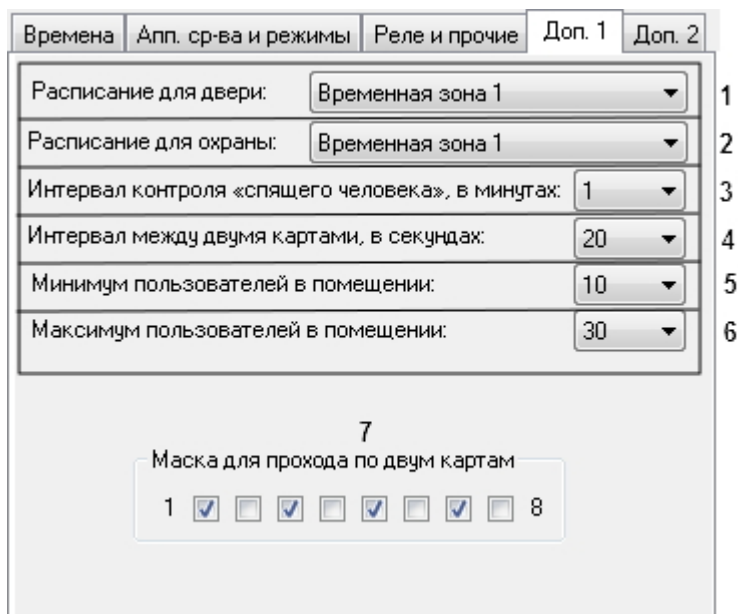 Времена Апп. ср-ва и режимы Реле и прочие Доп. 1 Доп. 2
Расписание для двери: Временная зона 1 1
Расписание для охраны: Временная зона 1 2
Интервал контроля «спящего человека», в минутах: 1 3
Интервал между двумя картами, в секундах: 20 4
Минимум пользователей в помещении: 10 5
Максимум пользователей в помещении: 30 6
7
Маска для прохода по двум картам
1 8